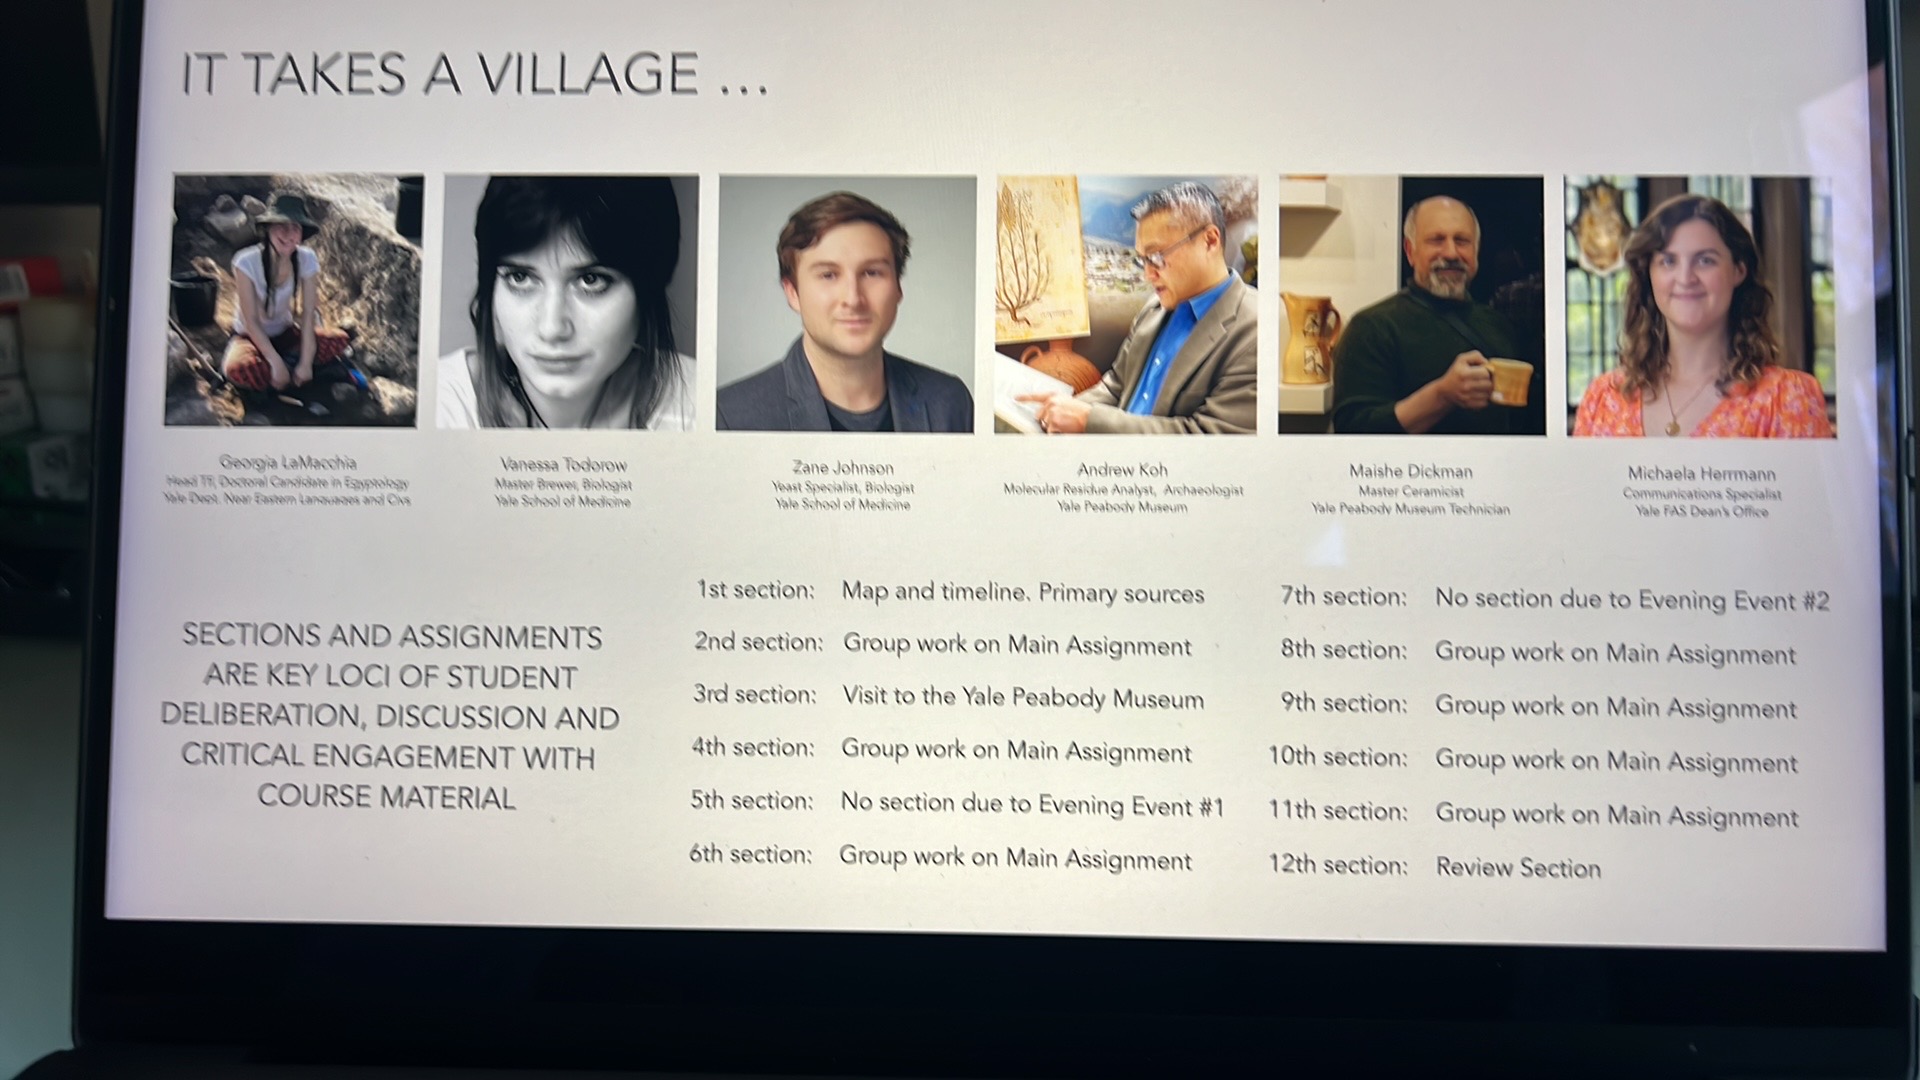 IT TAKES A VILLAGE ...
Georgia LaMacchia
Head TF, Doctoral Candidate in Egyptology
Yale Dept. Near Eastern Languages and Civs
Vanessa Todorow
Master Brewer, Biologist
Yale School of Medicine
Zane Johnson
Yeast Specialist, Biologist
Yale School of Medicine
Andrew Koh
Molecular Residue Analyst, Archaeologist
Yale Peabody Museum
Maishe Dickman
Master Ceramicist
Yale Peabody Museum Technician
Michaela Herrmann
Communications Specialist
Yale FAS Dean's Office
SECTIONS AND ASSIGNMENTS
ARE KEY LOCI OF STUDENT
DELIBERATION, DISCUSSION AND
CRITICAL ENGAGEMENT WITH
COURSE MATERIAL
1st section: Map and timeline. Primary sources
2nd section: Group work on Main Assignment
3rd section: Visit to the Yale Peabody Museum
4th section: Group work on Main Assignment
5th section: No section due to Evening Event #1
6th section: Group work on Main Assignment
7th section: No section due to Evening Event #2
8th section: Group work on Main Assignment
9th section: Group work on Main Assignment
10th section: Group work on Main Assignment
11th section: Group work on Main Assignment
12th section: Review Section